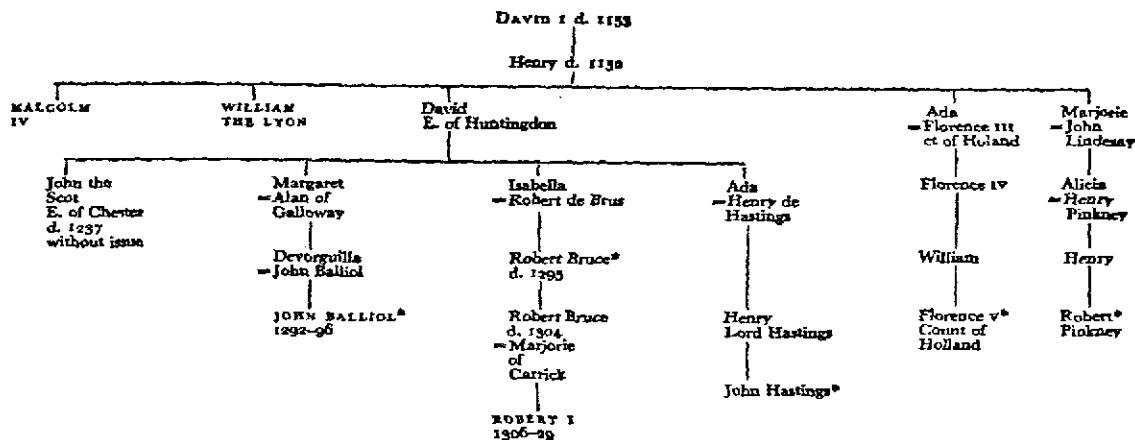 DAVID I d. 1153
Henry d. 1152
MALCOLM
IV
WILLIAM
THE LYON
David
E. of Huntingdon
Ada
=Florence III
ct of Holand
Marjorie
=John
Lindesay
John the
Scot
E. of Chester
d. 1237
without issue
Margaret
=Alan of
Galloway
Isabella
=Robert de Brus
Ada
=Henry de
Hastings
Florence IV
Alicia
=Henry
Pinkney
Devorguilla
=John Balliol
Robert Bruce*
d. 1295
William
Henry
JOHN BALLIOL*
1292–96
Robert Bruce
d. 1304
=Marjorie
of
Carrick
Henry
Lord Hastings
Florence V*
Count of
Holland
Robert*
Pinkney
John Hastings*
ROBERT I
1306–29